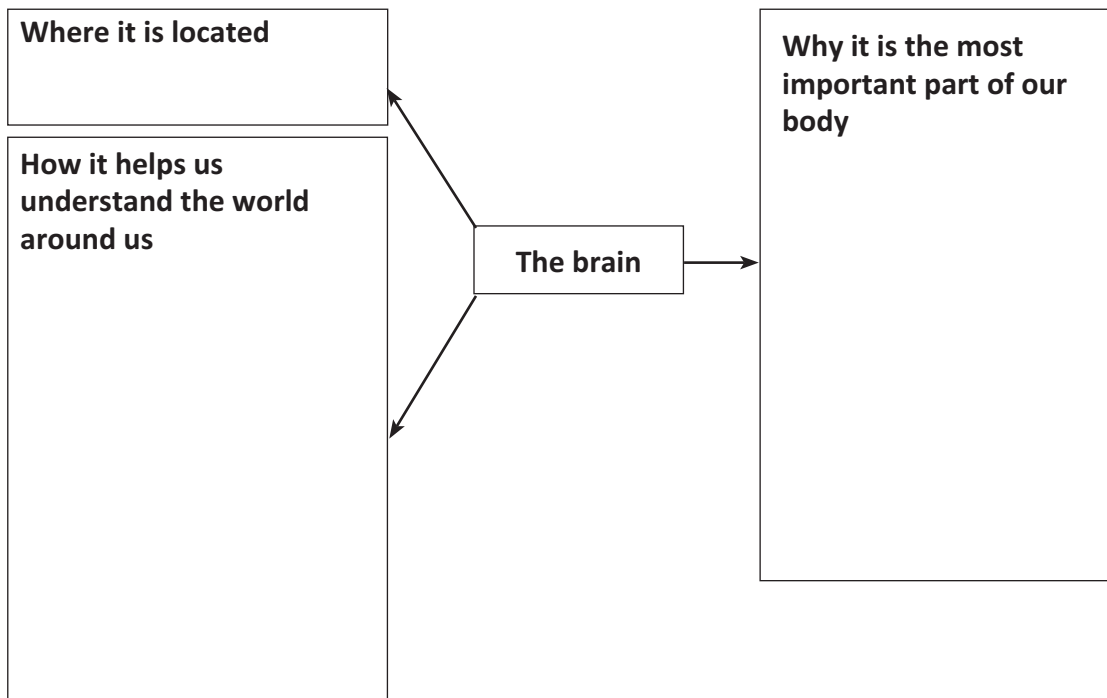 Where it is located
How it helps us
understand the world
around us
The brain
Why it is the most
important part of our
body